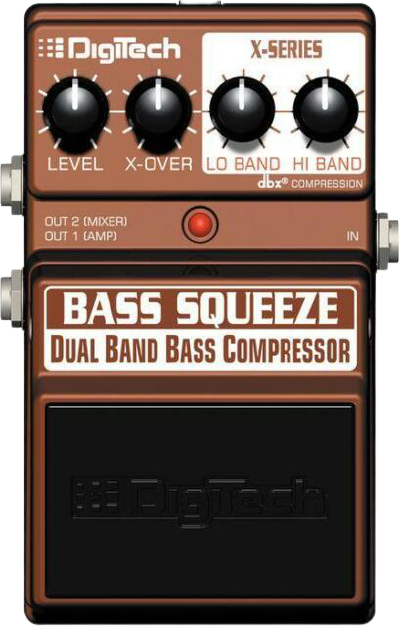 DigiTech
X-SERIES
LEVEL X-OVER LO BAND HI BAND
dbx® COMPRESSION
OUT 2 (MIXER)
OUT 1 (AMP)
IN
BASS SQUEEZE
DUAL BAND BASS COMPRESSOR
DigiTech